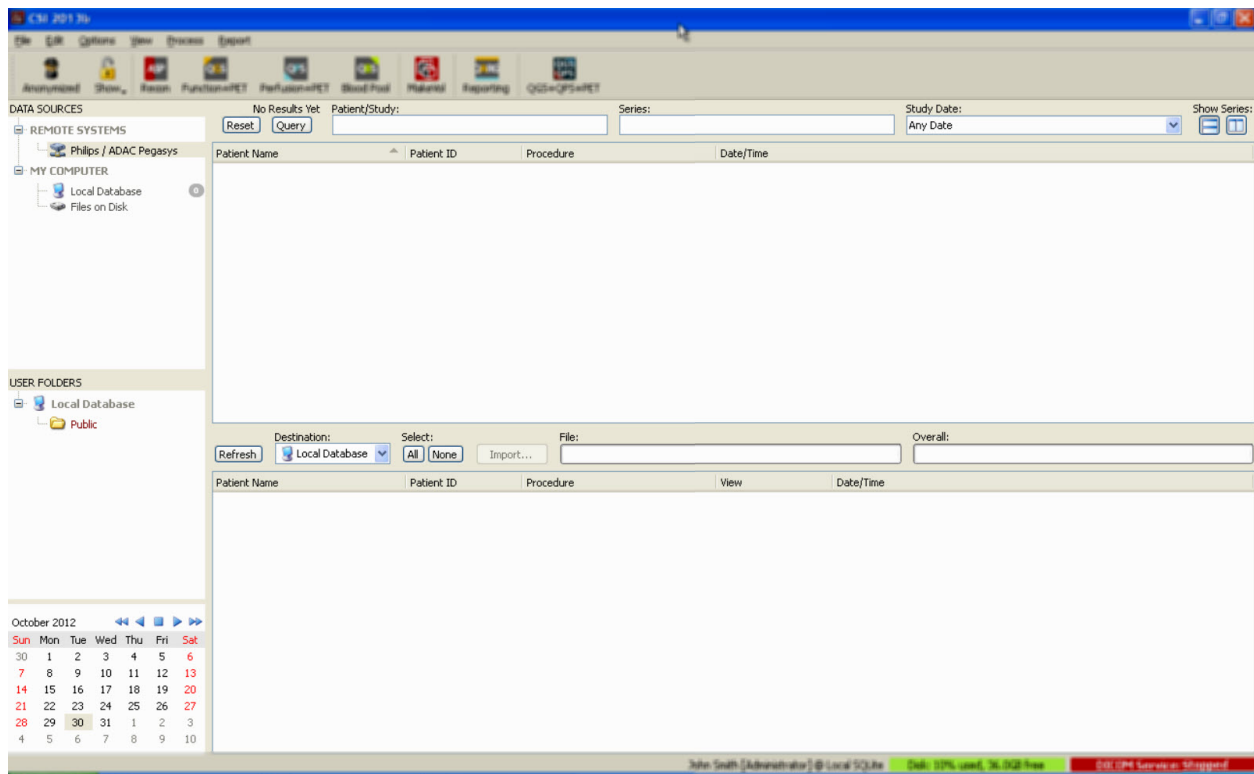 CSI 2013b
File Edit Options View Process Export
Anonymized Show... Recon Function+PET Perfusion+PET Blood Pool Reporting QGS+QPS+PET
DATA SOURCES
REMOTE SYSTEMS
Philips / ADAC Pegasys
MY COMPUTER
Local Database 0
Files on Disk
No Results Yet Patient/Study: Series: Study Date: Show Series:
Reset Query Any Date
Patient Name Patient ID Procedure Date/Time
USER FOLDERS
Local Database
Public
Destination: Select: File: Overall:
Refresh Local Database All None Import...
Patient Name Patient ID Procedure View Date/Time
October 2012
Sun Mon Tue Wed Thu Fri Sat
30 1 2 3 4 5 6
7 8 9 10 11 12 13
14 15 16 17 18 19 20
21 22 23 24 25 26 27
28 29 30 31 1 2 3
4 5 6 7 8 9 10
John Smith [Administrator] @ Local SQLite Disk: 10% used, 36.0GB free DICOM Service: Stopped